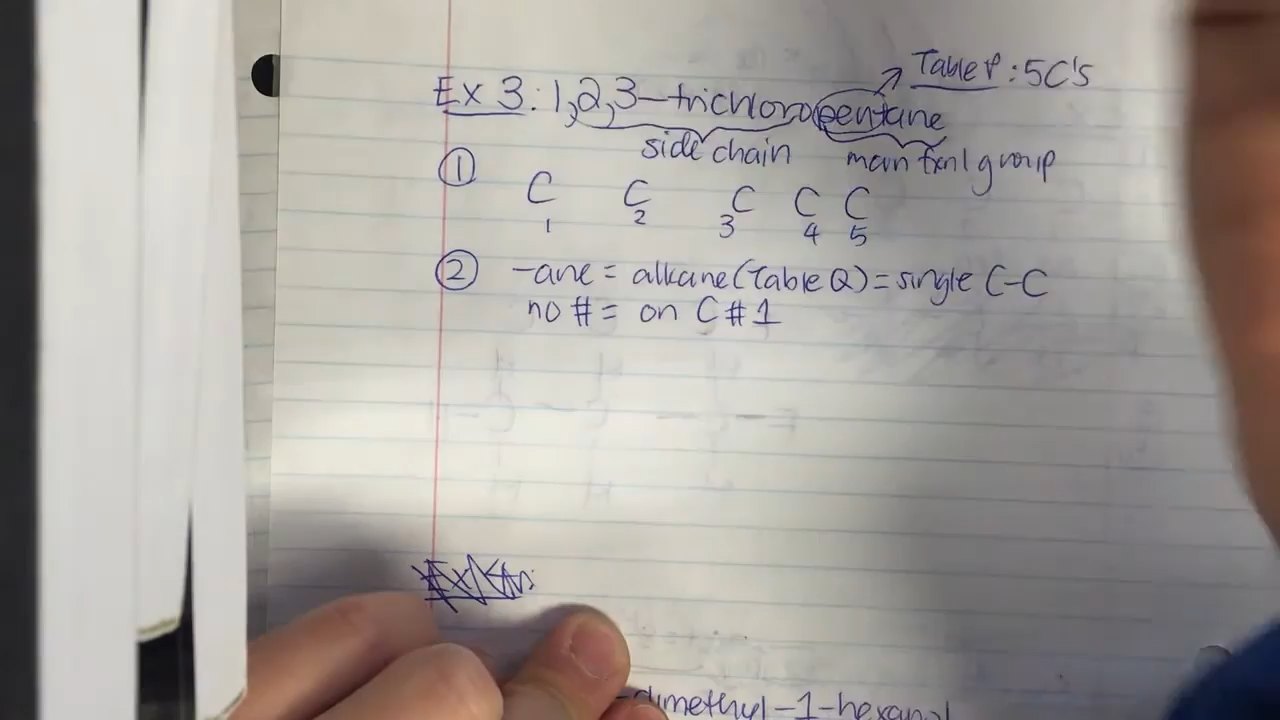 Table P: 5C's
Ex 3: 1,2,3-trichloropentane
side chain main fxnl group
① C C C C C
1 2 3 4 5
② -ane = alkane (Table Q) = single C-C
no # = on C #1
-dimethyl-1-hexanol